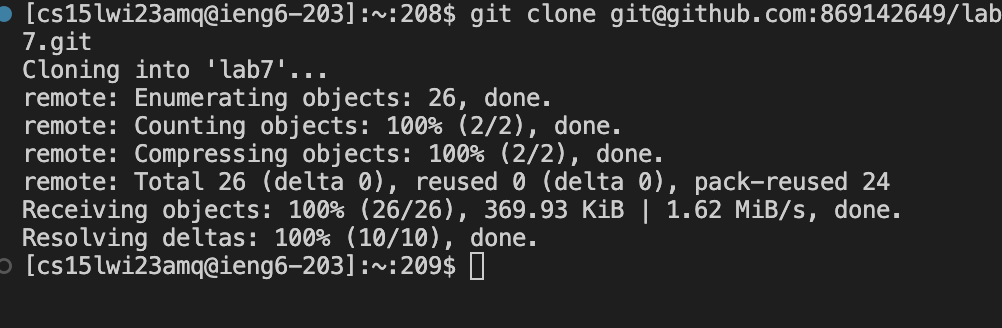 [cs15lwi23amq@ieng6-203]:~:208$ git clone git@github.com:869142649/lab
7.git
Cloning into 'lab7'...
remote: Enumerating objects: 26, done.
remote: Counting objects: 100% (2/2), done.
remote: Compressing objects: 100% (2/2), done.
remote: Total 26 (delta 0), reused 0 (delta 0), pack-reused 24
Receiving objects: 100% (26/26), 369.93 KiB | 1.62 MiB/s, done.
Resolving deltas: 100% (10/10), done.
[cs15lwi23amq@ieng6-203]:~:209$